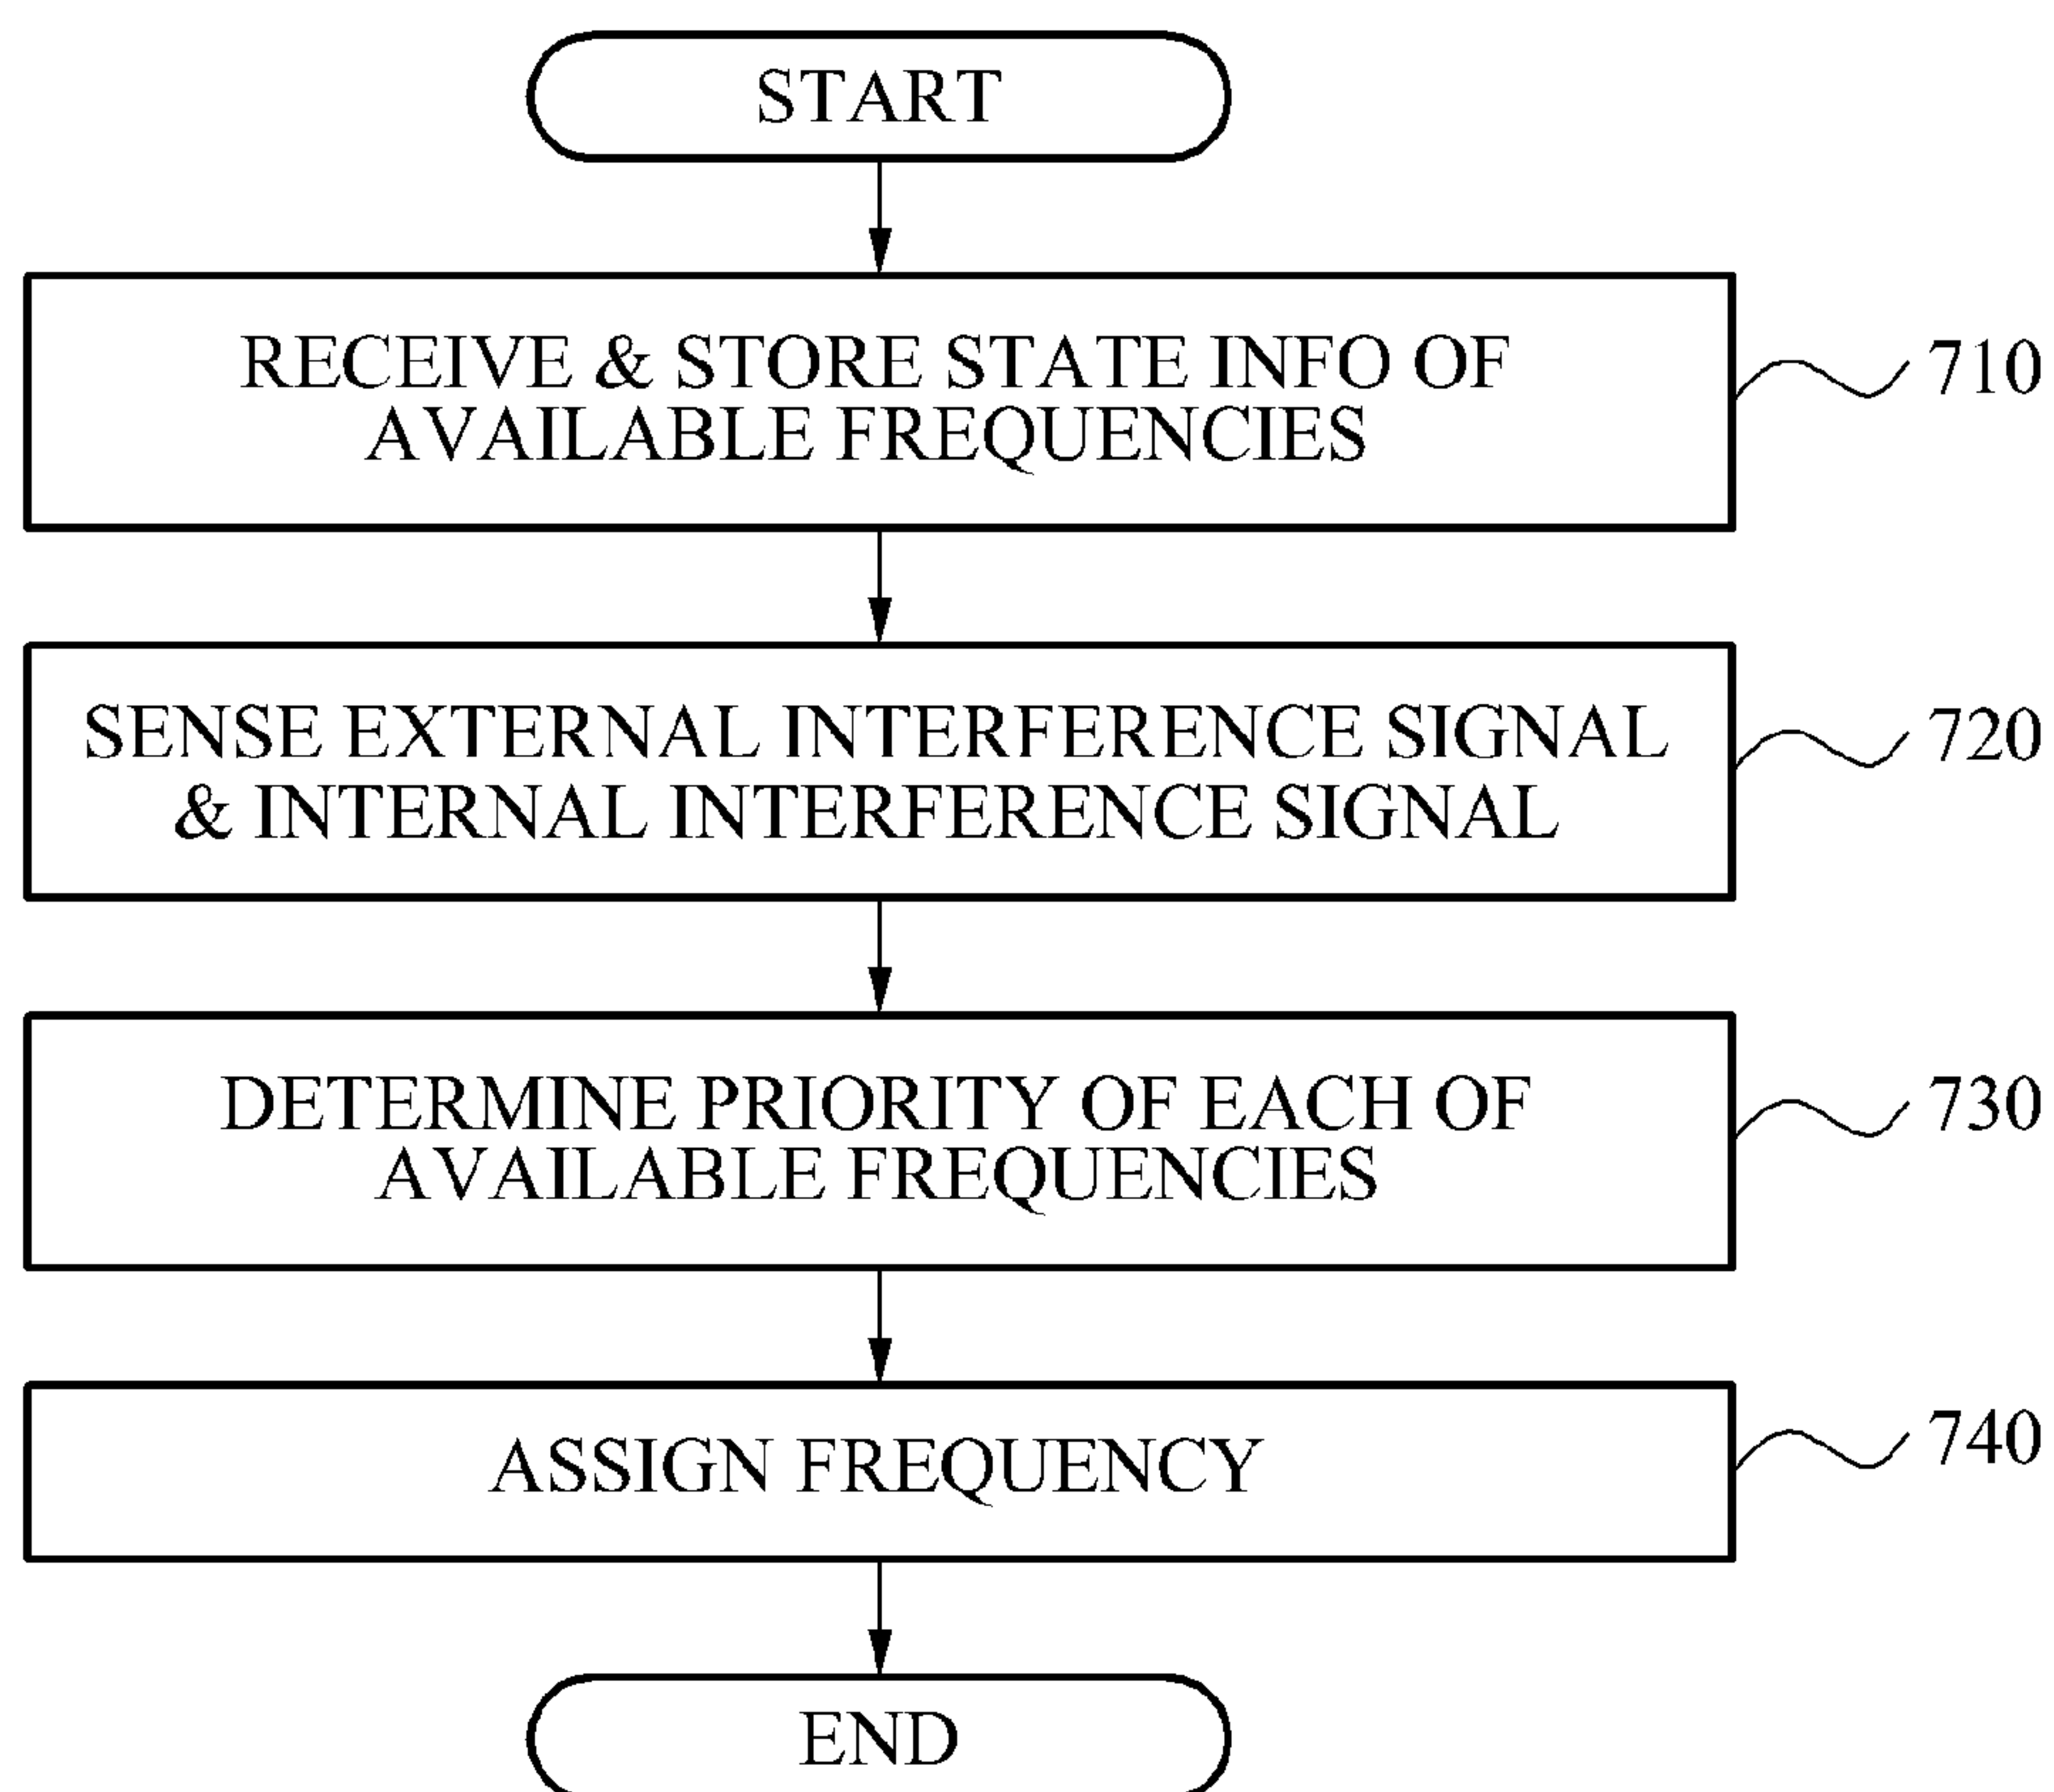 START
RECEIVE & STORE STATE INFO OF
AVAILABLE FREQUENCIES
710
SENSE EXTERNAL INTERFERENCE SIGNAL
& INTERNAL INTERFERENCE SIGNAL
720
DETERMINE PRIORITY OF EACH OF
AVAILABLE FREQUENCIES
730
ASSIGN FREQUENCY
740
END